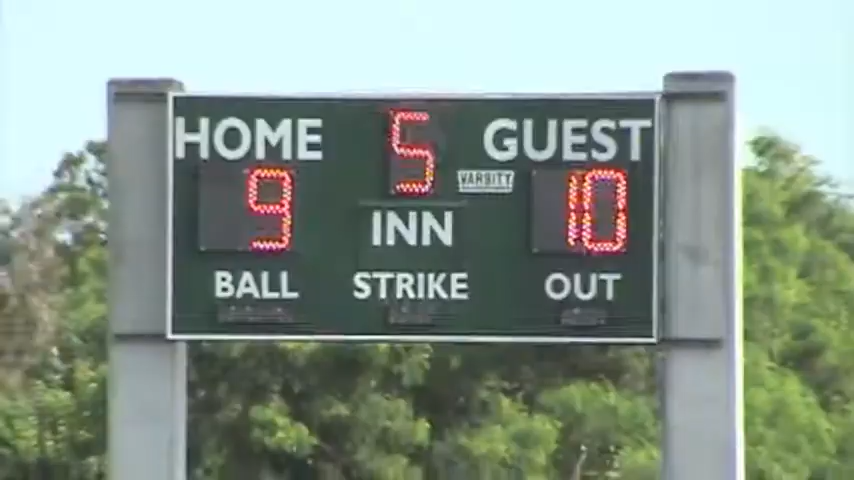 HOME 5 GUEST
VARSITY
9 10
INN
BALL STRIKE OUT